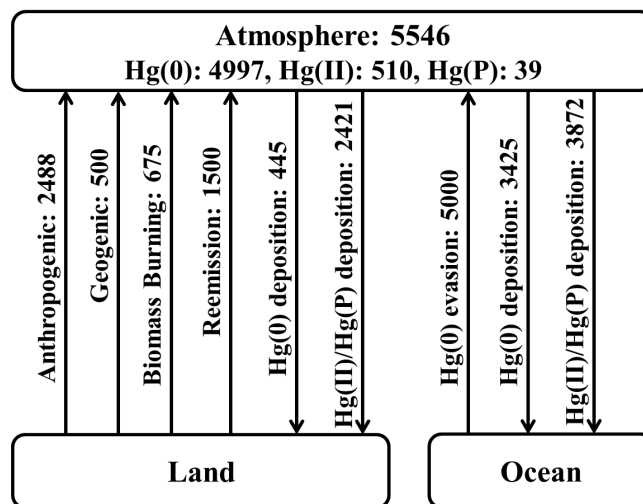 Atmosphere: 5546
Hg(0): 4997, Hg(II): 510, Hg(P): 39
Anthropogenic: 2488
Geogenic: 500
Biomass Burning: 675
Reemission: 1500
Hg(0) deposition: 445
Hg(II)/Hg(P) deposition: 2421
Hg(0) evasion: 5000
Hg(0) deposition: 3425
Hg(II)/Hg(P) deposition: 3872
Land
Ocean